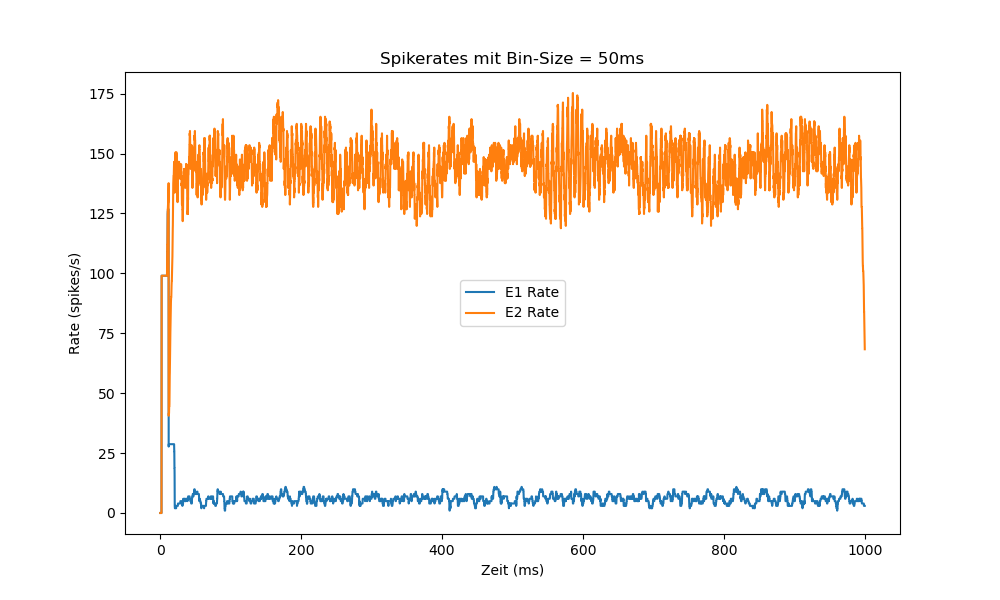 Spikerates mit Bin-Size = 50ms
175
150
125
100
75
50
25
0
Rate (spikes/s)
E1 Rate
E2 Rate
0 200 400 600 800 1000
Zeit (ms)